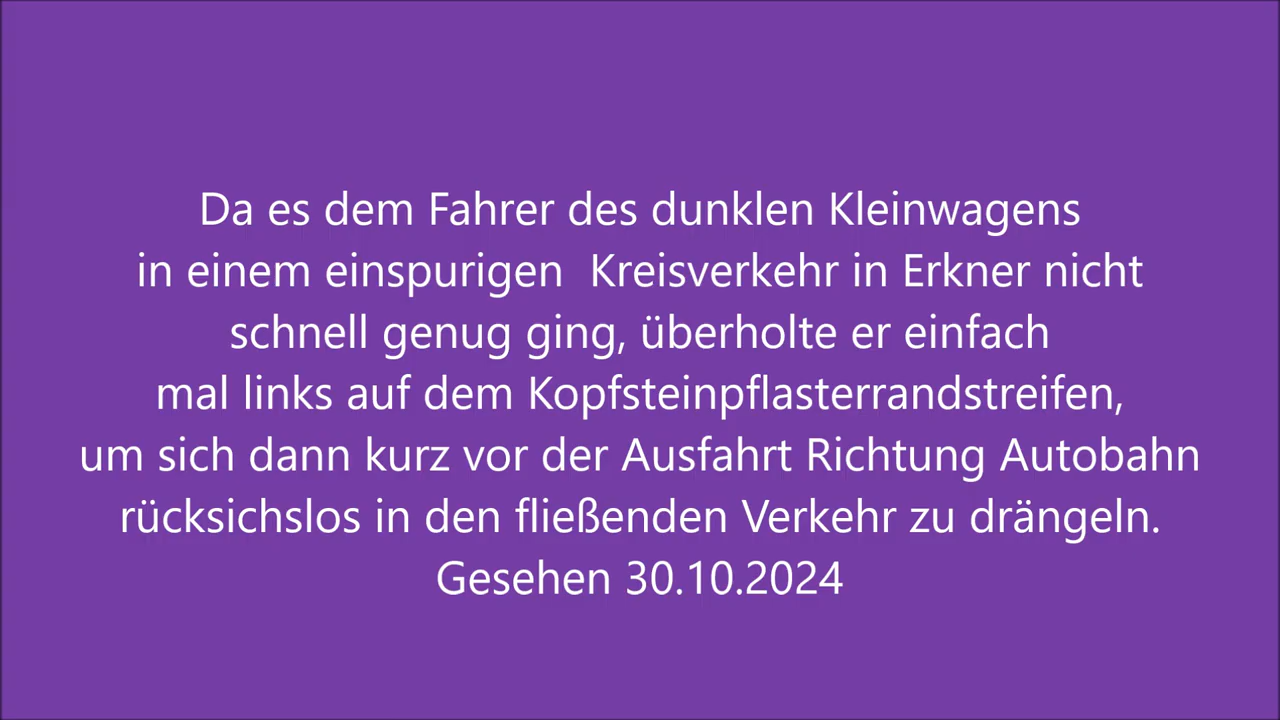 Da es dem Fahrer des dunklen Kleinwagens
in einem einspurigen  Kreisverkehr in Erkner nicht
schnell genug ging, überholte er einfach
mal links auf dem Kopfsteinpflasterrandstreifen,
um sich dann kurz vor der Ausfahrt Richtung Autobahn
rücksichslos in den fließenden Verkehr zu drängeln.
Gesehen 30.10.2024